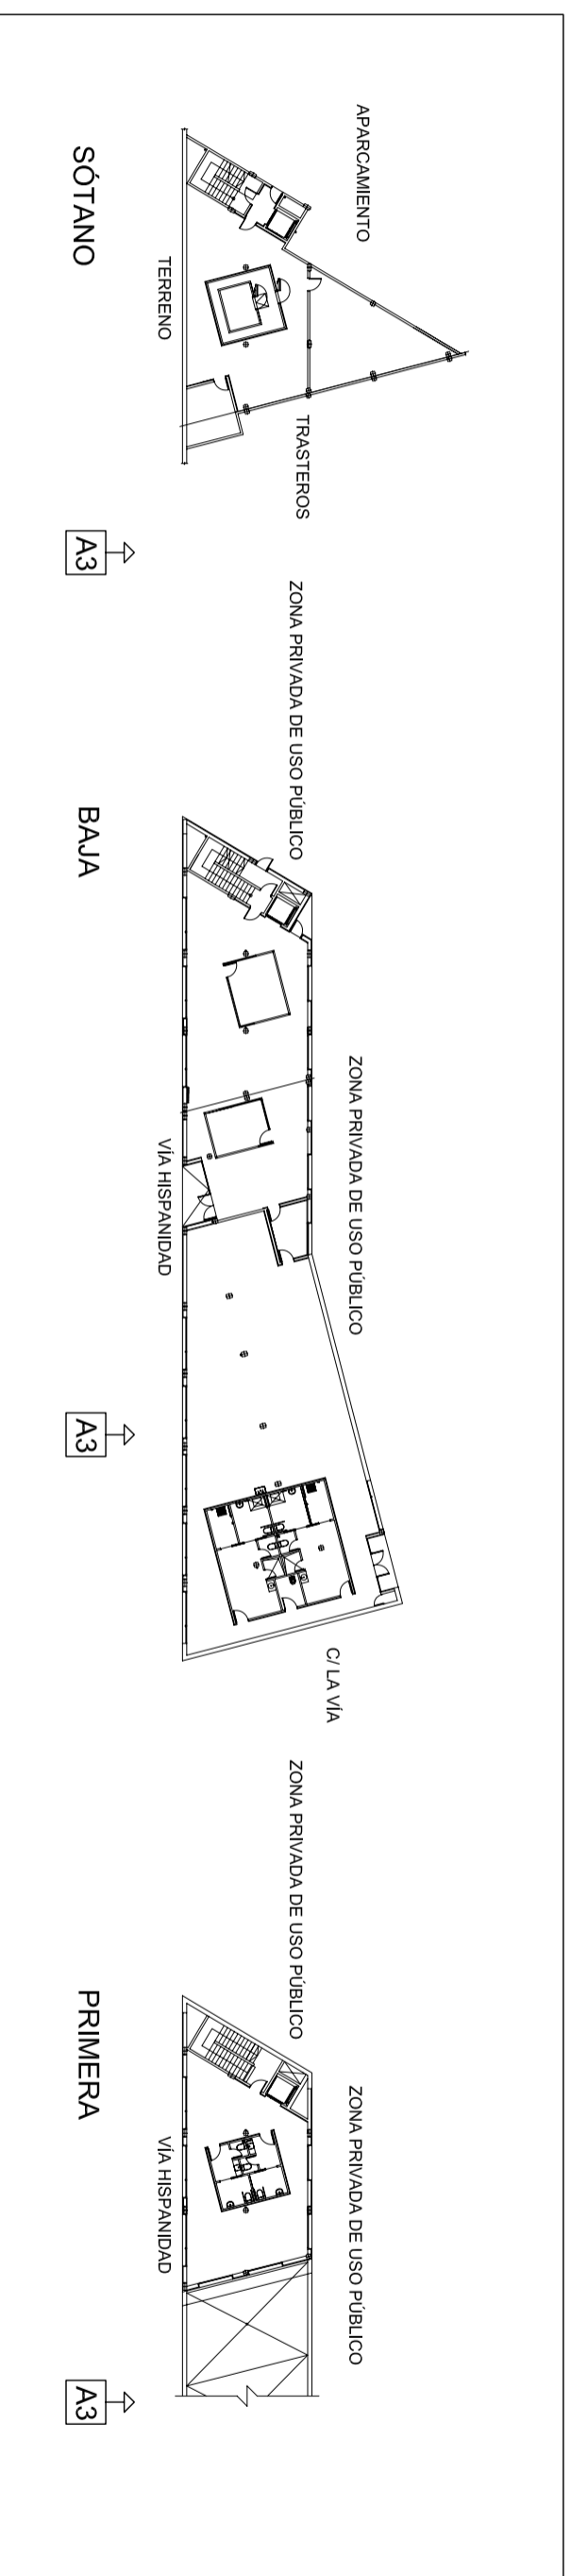 APARCAMIENTO
TERRENO
TRASTEROS
SÓTANO
A3
ZONA PRIVADA DE USO PÚBLICO
ZONA PRIVADA DE USO PÚBLICO
VÍA HISPANIDAD
C/ LA VÍA
BAJA
A3
ZONA PRIVADA DE USO PÚBLICO
ZONA PRIVADA DE USO PÚBLICO
VÍA HISPANIDAD
PRIMERA
A3